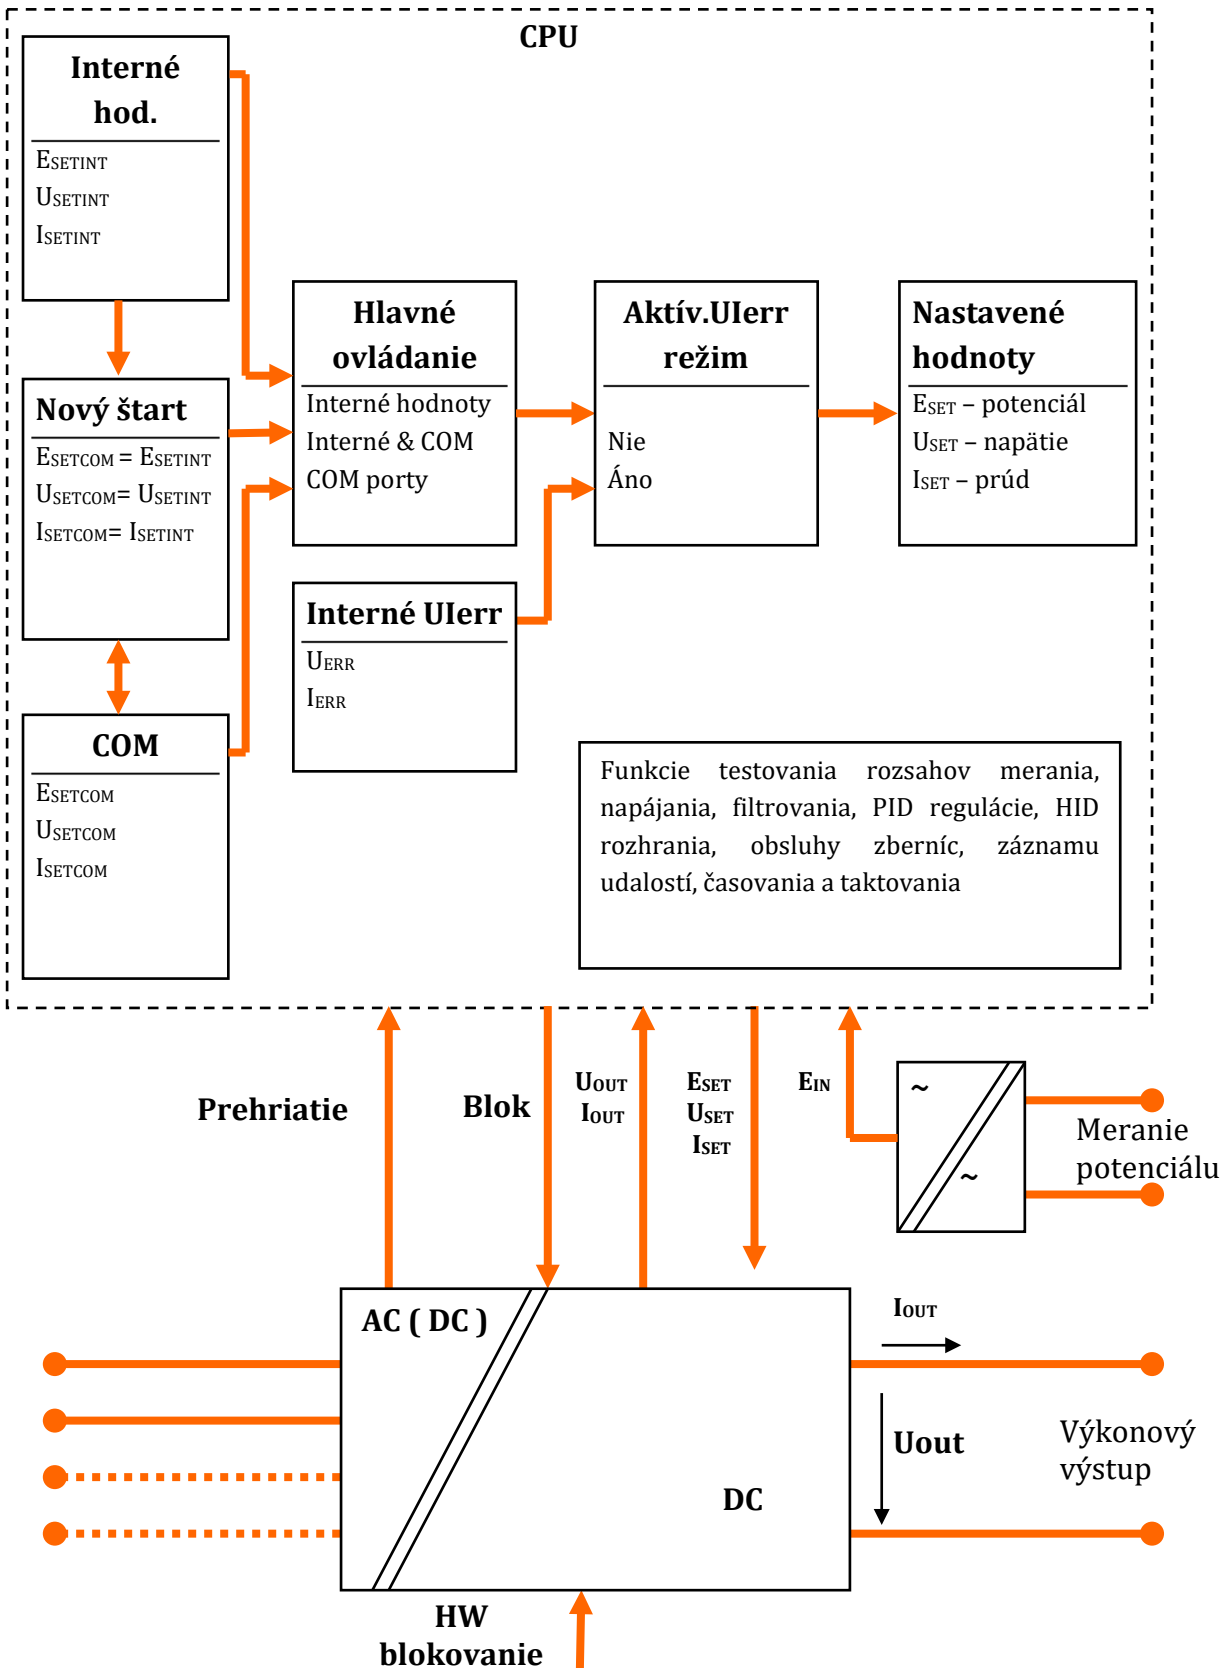 CPU
Interné
hod.
ESETINT
USETINT
ISETINT
Nový štart
ESETCOM = ESETINT
USETCOM= USETINT
ISETCOM= ISETINT
COM
ESETCOM
USETCOM
ISETCOM
Hlavné
ovládanie
Interné hodnoty
Interné & COM
COM porty
Interné UIerr
UERR
IERR
Aktív.UIerr
režim
Nie
Áno
Nastavené
hodnoty
ESET – potenciál
USET – napätie
ISET – prúd
Funkcie testovania rozsahov merania,
napájania, filtrovania, PID regulácie, HID
rozhrania, obsluhy zberníc, záznamu
udalostí, časovania a taktovania
Prehriatie
Blok
UOUT
IOUT
ESET
USET
ISET
EIN
~
~
Meranie
potenciálu
AC ( DC )
DC
IOUT
Uout
Výkonový
výstup
HW
blokovanie